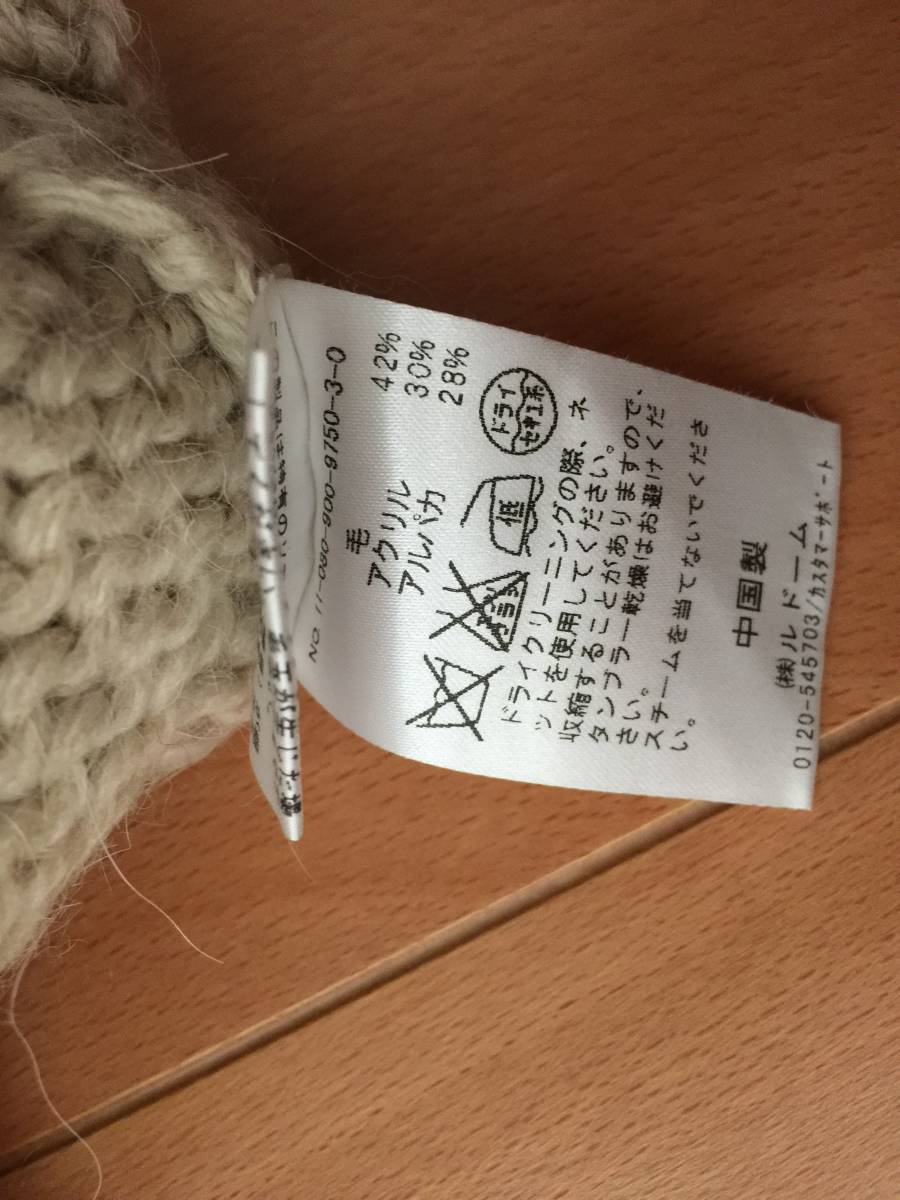 NO 11-080-900-9750-3-0
毛 42%
アクリル 30%
アルパカ 28%
低
ドライ
セキユ系
ドライクリーニングの際、ネ
ットを使用してください。
収縮することがありますので、
タンブラー乾燥はお避けくだ
さい。
スチームを当てないでくださ
い。
中国製
(株)ルドーム
0120-545703/カスタマーサポート